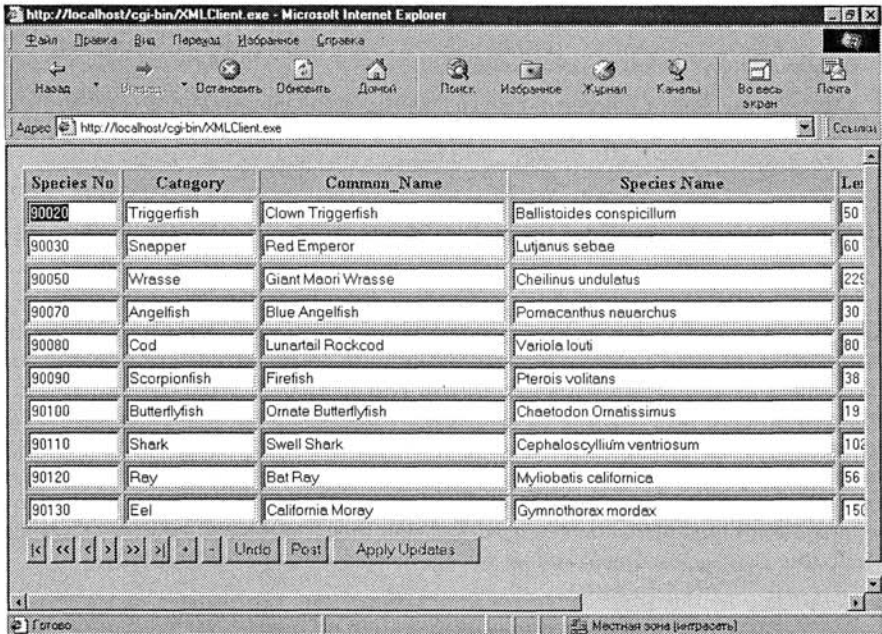 http://localhost/cgi-bin/XMLClient.exe - Microsoft Internet Explorer
Файл Правка Вид Переход Избранное Справка
Назад Вперед Остановить Обновить Домой Поиск Избранное Журнал Каналы Во весь экран Почта
Адрес http://localhost/cgi-bin/XMLClient.exe Ссылки
Species No Category Common_Name Species Name Le
90020 Triggerfish Clown Triggerfish Ballistoides conspicillum 50
90030 Snapper Red Emperor Lutjanus sebae 60
90050 Wrasse Giant Maori Wrasse Cheilinus undulatus 229
90070 Angelfish Blue Angelfish Pomacanthus nauarchus 30
90080 Cod Lunartail Rockcod Variola louti 80
90090 Scorpionfish Firefish Pterois volitans 38
90100 Butterflyfish Ornate Butterflyfish Chaetodon Ornatissimus 19
90110 Shark Swell Shark Cephaloscyllium ventriosum 102
90120 Ray Bat Ray Myliobatis californica 56
90130 Eel California Moray Gymnothorax mordax 150
|< << < > >> >| + - Undo Post Apply Updates
Готово Местная зона (интрасеть)